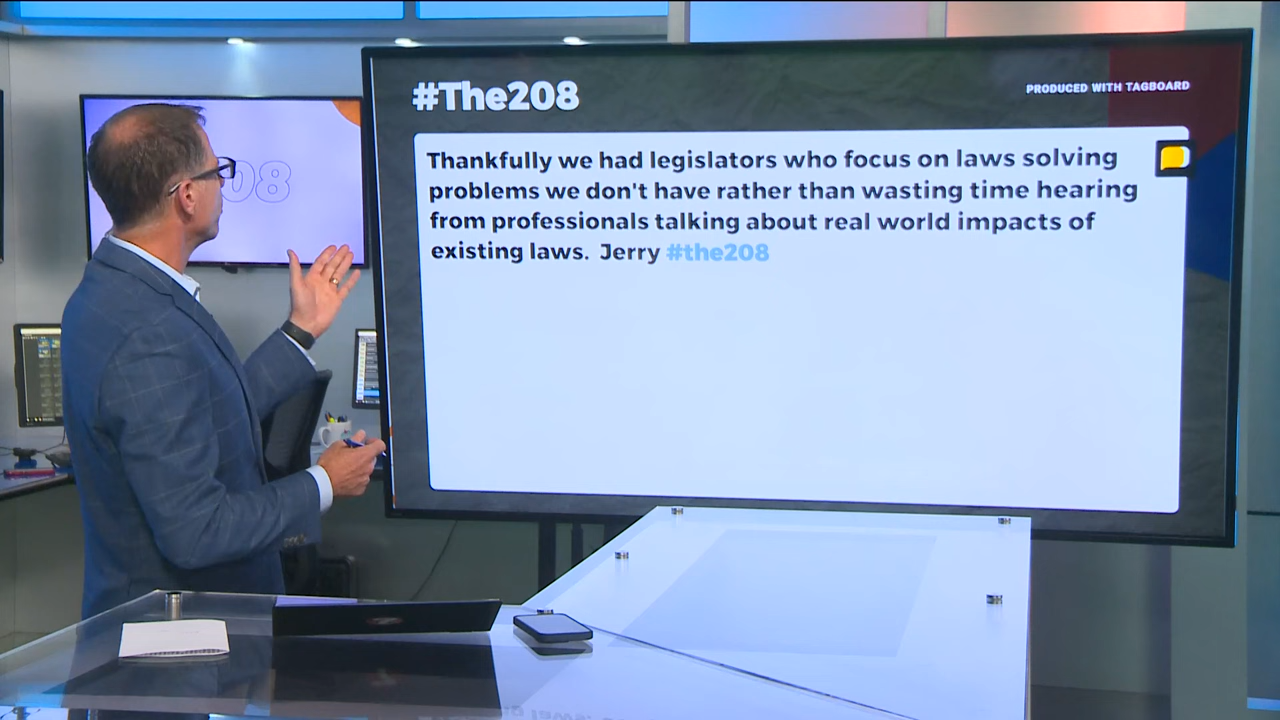 #The208
PRODUCED WITH TAGBOARD
Thankfully we had legislators who focus on laws solving
problems we don't have rather than wasting time hearing
from professionals talking about real world impacts of
existing laws. Jerry #the208
08